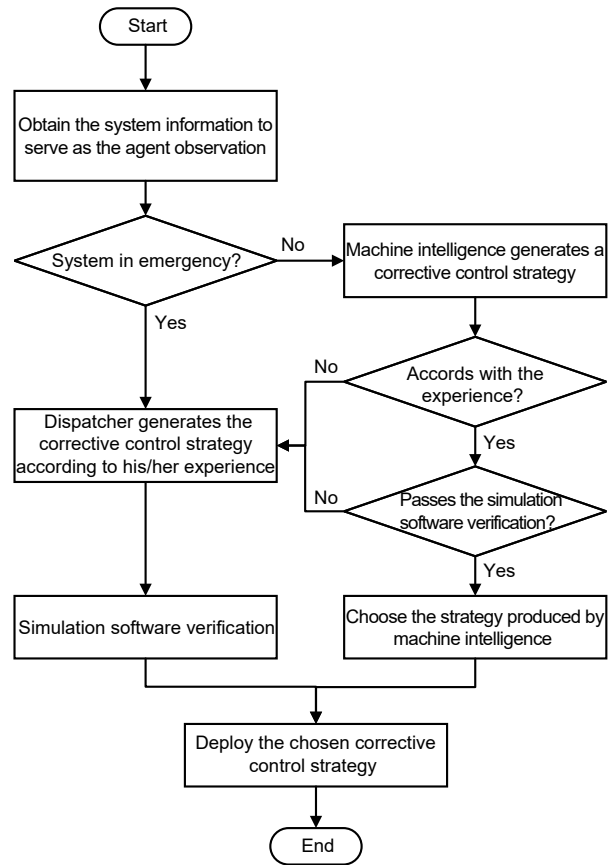 Start
Obtain the system information to
serve as the agent observation
System in emergency?
No
Yes
Machine intelligence generates a
corrective control strategy
Accords with the
experience?
No
Yes
Dispatcher generates the
corrective control strategy
according to his/her experience
Passes the simulation
software verification?
No
Yes
Simulation software verification
Choose the strategy produced by
machine intelligence
Deploy the chosen corrective
control strategy
End